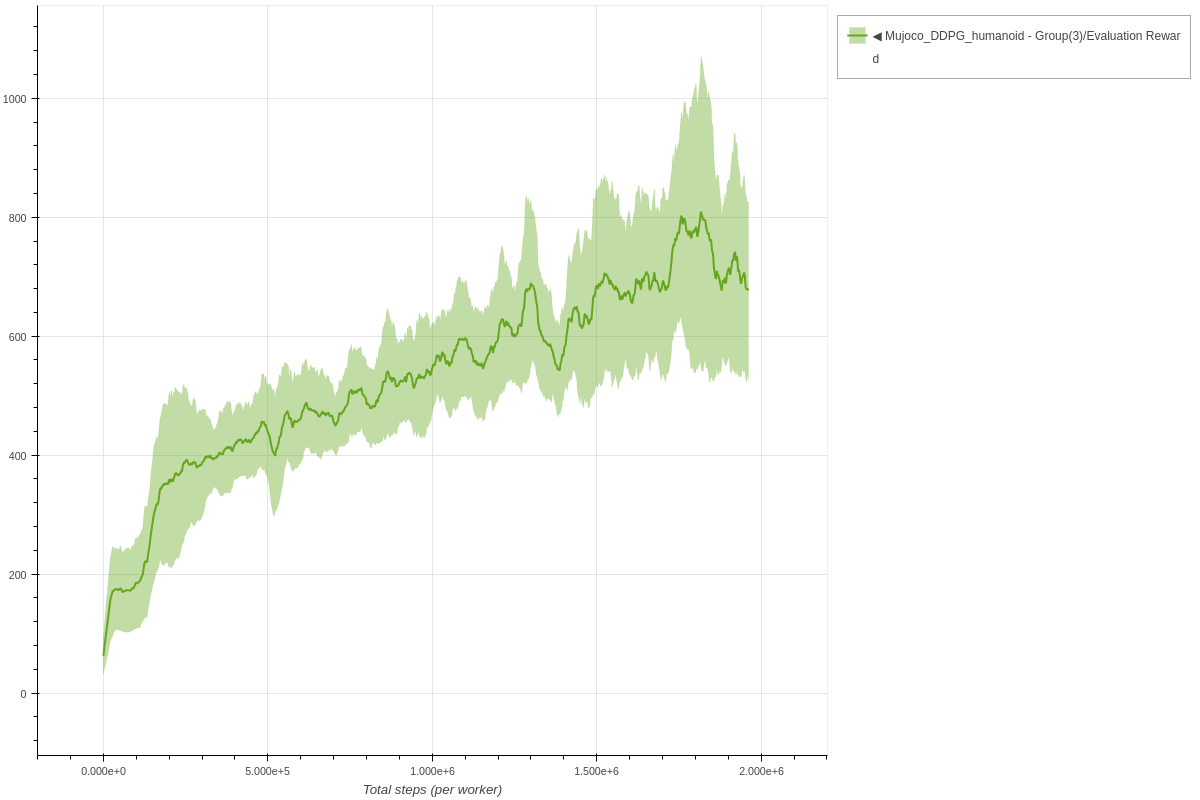 ◀ Mujoco_DDPG_humanoid - Group(3)/Evaluation Rewar
d
1000
800
600
400
200
0
0.000e+0 5.000e+5 1.000e+6 1.500e+6 2.000e+6
Total steps (per worker)